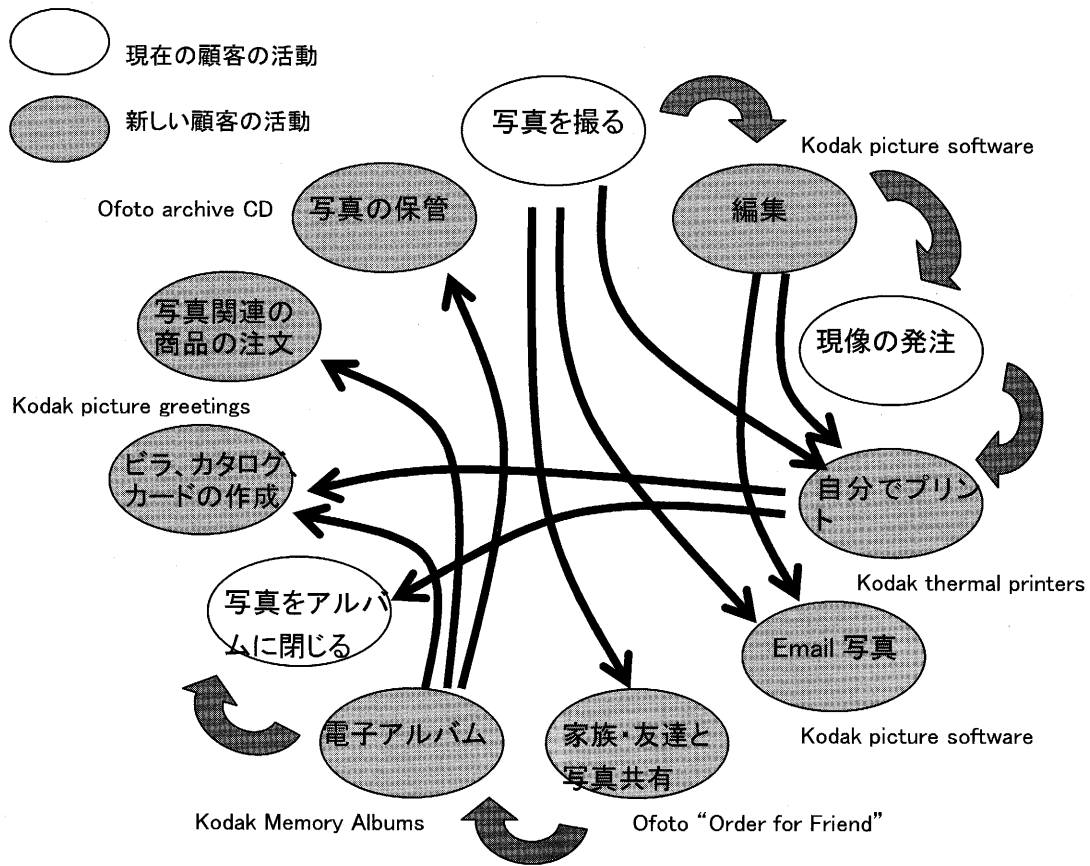 現在の顧客の活動
新しい顧客の活動
写真を撮る
Kodak picture software
編集
Ofoto archive CD
写真の保管
写真関連の
商品の注文
現像の発注
Kodak picture greetings
ビラ、カタログ、
カードの作成
自分でプリン
ト
Kodak thermal printers
写真をアルバ
ムに閉じる
Email 写真
Kodak picture software
電子アルバム
家族・友達と
写真共有
Kodak Memory Albums
Ofoto “Order for Friend”